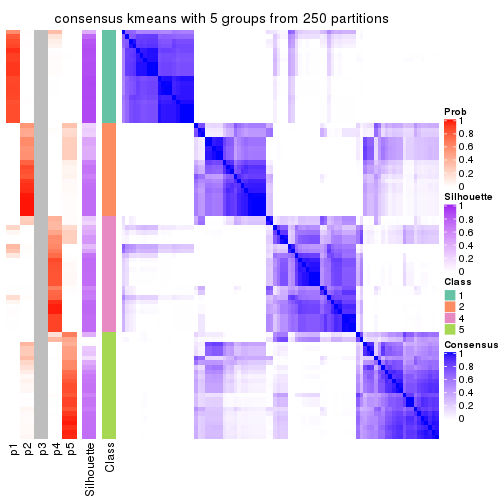 consensus kmeans with 5 groups from 250 partitions
Prob
1
0.8
0.6
0.4
0.2
0
Silhouette
1
0.8
0.6
0.4
0.2
0
Class
1
2
4
5
Consensus
1
0.8
0.6
0.4
0.2
0
p1
p2
p3
p4
p5
Silhouette
Class